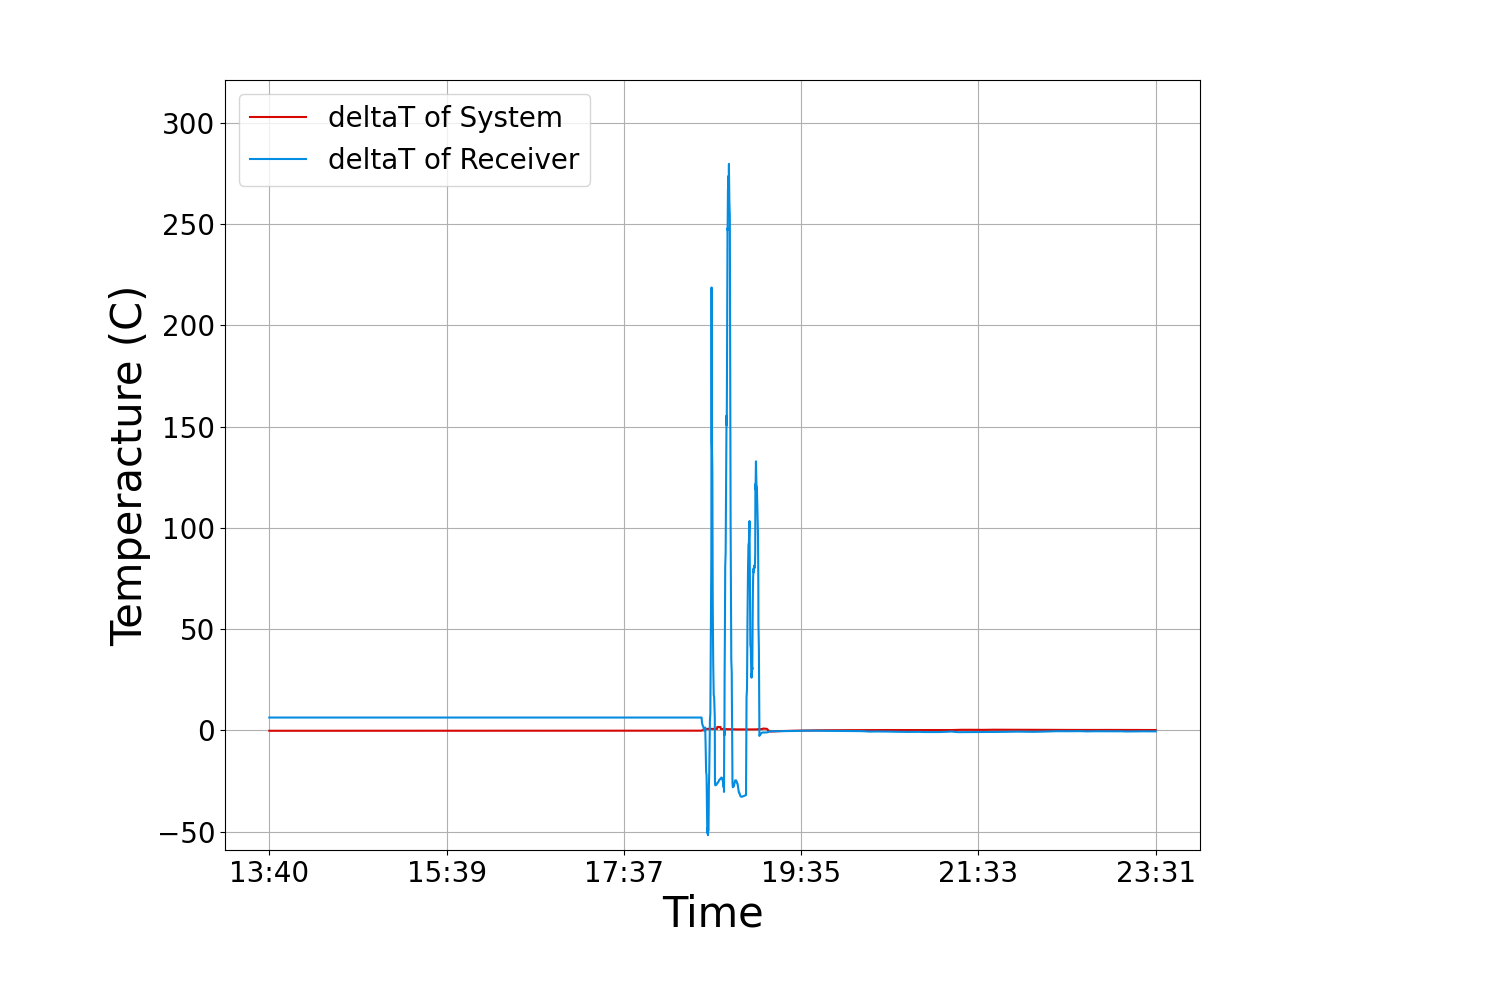 deltaT of System
deltaT of Receiver
300
250
200
150
100
50
0
−50
Temperacture (C)
13:40 15:39 17:37 19:35 21:33 23:31
Time